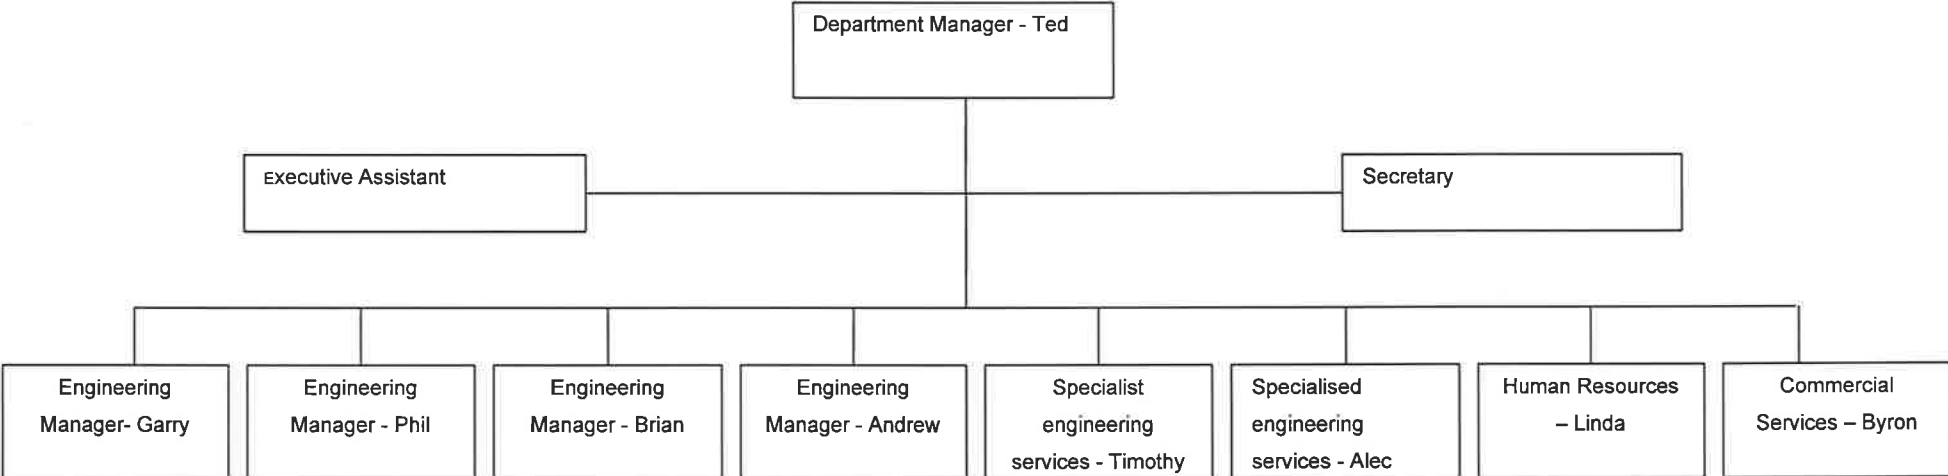 Department Manager - Ted
Executive Assistant
Secretary
Engineering
Manager- Garry
Engineering
Manager - Phil
Engineering
Manager - Brian
Engineering
Manager - Andrew
Specialist
engineering
services - Timothy
Specialised
engineering
services - Alec
Human Resources
– Linda
Commercial
Services – Byron